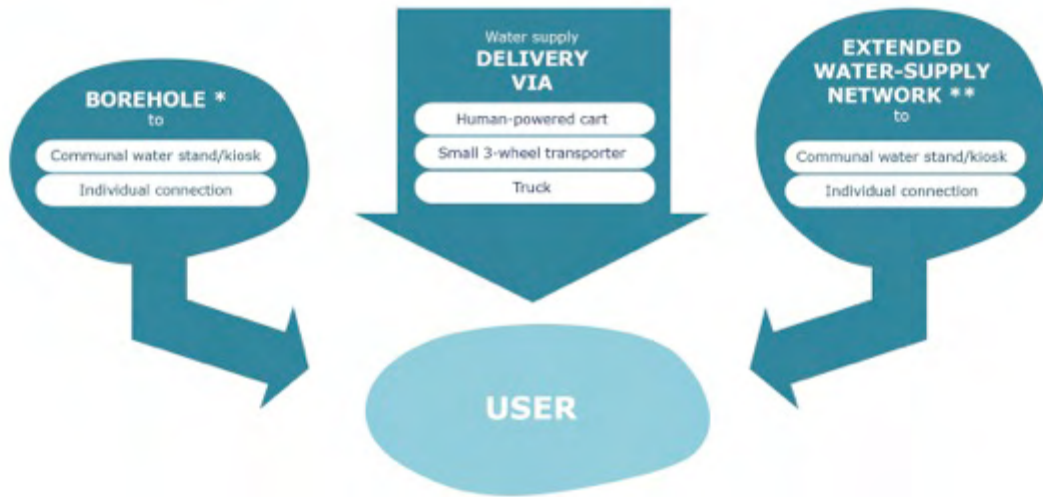 BOREHOLE *
to
Communal water stand/kiosk
Individual connection
Water supply
DELIVERY
VIA
Human-powered cart
Small 3-wheel transporter
Truck
EXTENDED
WATER-SUPPLY
NETWORK **
to
Communal water stand/kiosk
Individual connection
USER